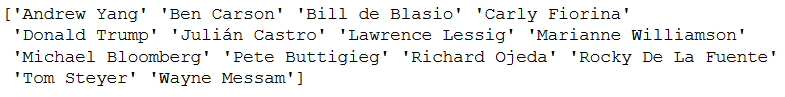 ['Andrew Yang' 'Ben Carson' 'Bill de Blasio' 'Carly Fiorina'
'Donald Trump' 'Julián Castro' 'Lawrence Lessig' 'Marianne Williamson'
'Michael Bloomberg' 'Pete Buttigieg' 'Richard Ojeda' 'Rocky De La Fuente'
'Tom Steyer' 'Wayne Messam']